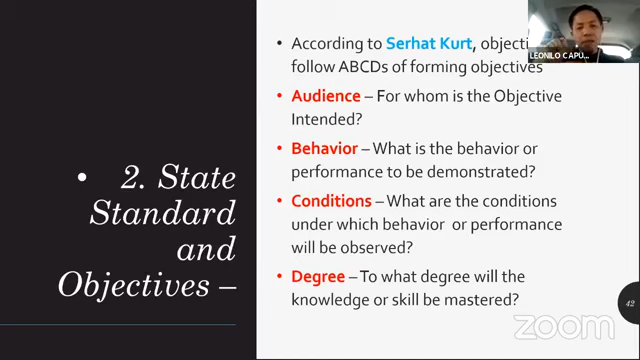 • 2. State
Standard
and
Objectives –
• According to Serhat Kurt, objecti
follow ABCDs of forming objectives
• Audience – For whom is the Objective
Intended?
• Behavior – What is the behavior or
performance to be demonstrated?
• Conditions – What are the conditions
under which behavior or performance
will be observed?
• Degree – To what degree will the
knowledge or skill be mastered?
LEONILO CAPU...
42
zoom